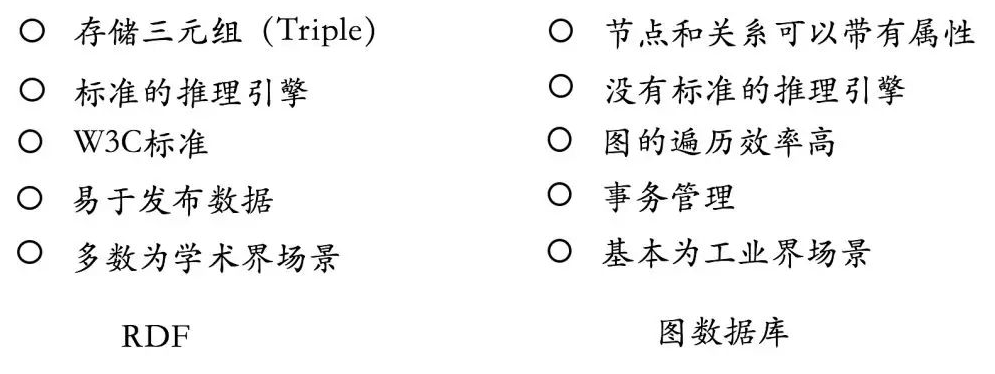 存储三元组（Triple）
标准的推理引擎
W3C标准
易于发布数据
多数为学术界场景
RDF
节点和关系可以带有属性
没有标准的推理引擎
图的遍历效率高
事务管理
基本为工业界场景
图数据库